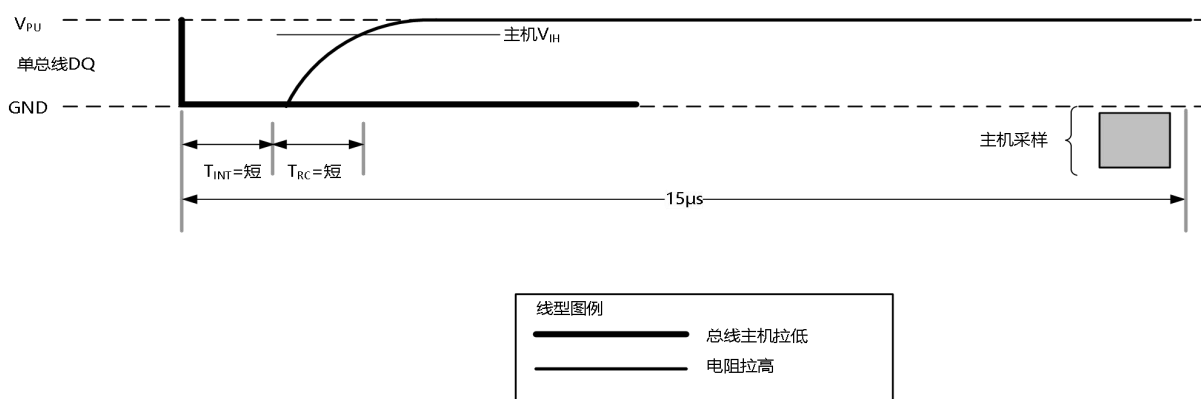 V_PU
主机V_IH
单总线DQ
GND
主机采样
T_INT=短
T_RC=短
15μs
线型图例
总线主机拉低
电阻拉高